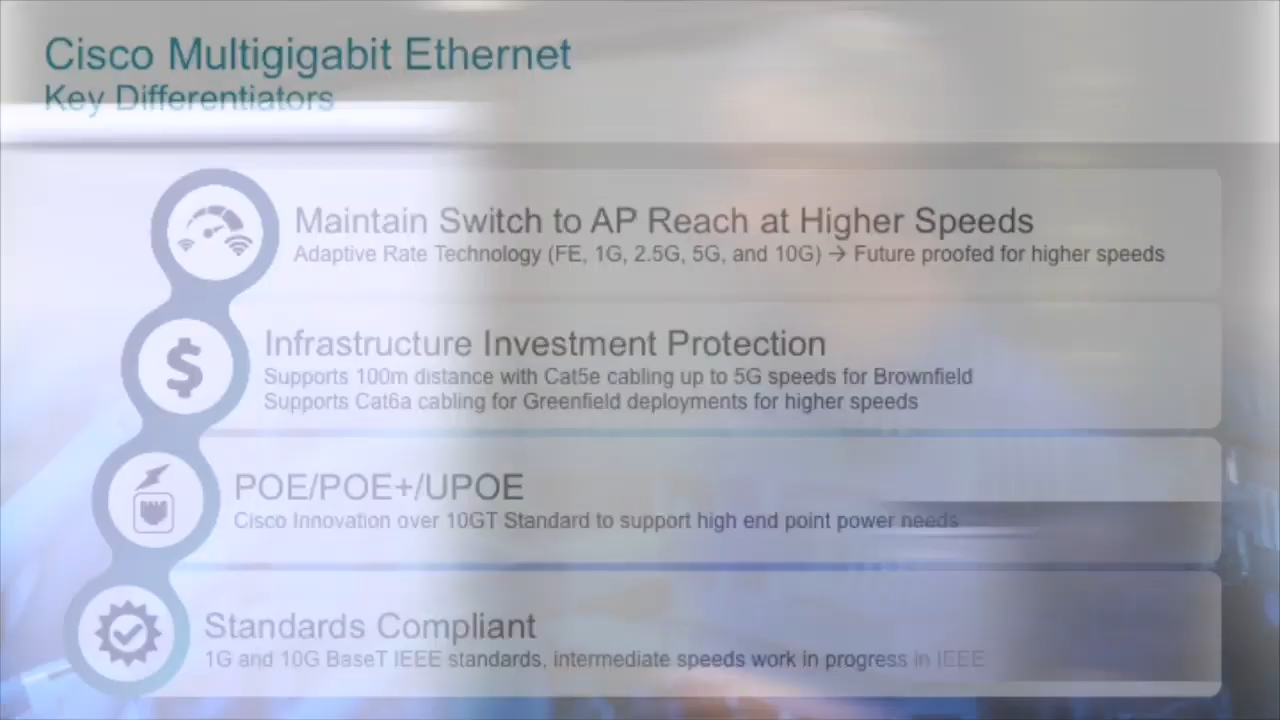 Cisco Multigigabit Ethernet
Key Differentiators
Maintain Switch to AP Reach at Higher Speeds
Adaptive Rate Technology (FE, 1G, 2.5G, 5G, and 10G) → Future proofed for higher speeds
Infrastructure Investment Protection
Supports 100m distance with Cat5e cabling up to 5G speeds for Brownfield
Supports Cat6a cabling for Greenfield deployments for higher speeds
POE/POE+/UPOE
Cisco Innovation over 10GT Standard to support high end point power needs
Standards Compliant
1G and 10G BaseT IEEE standards, intermediate speeds work in progress in IEEE